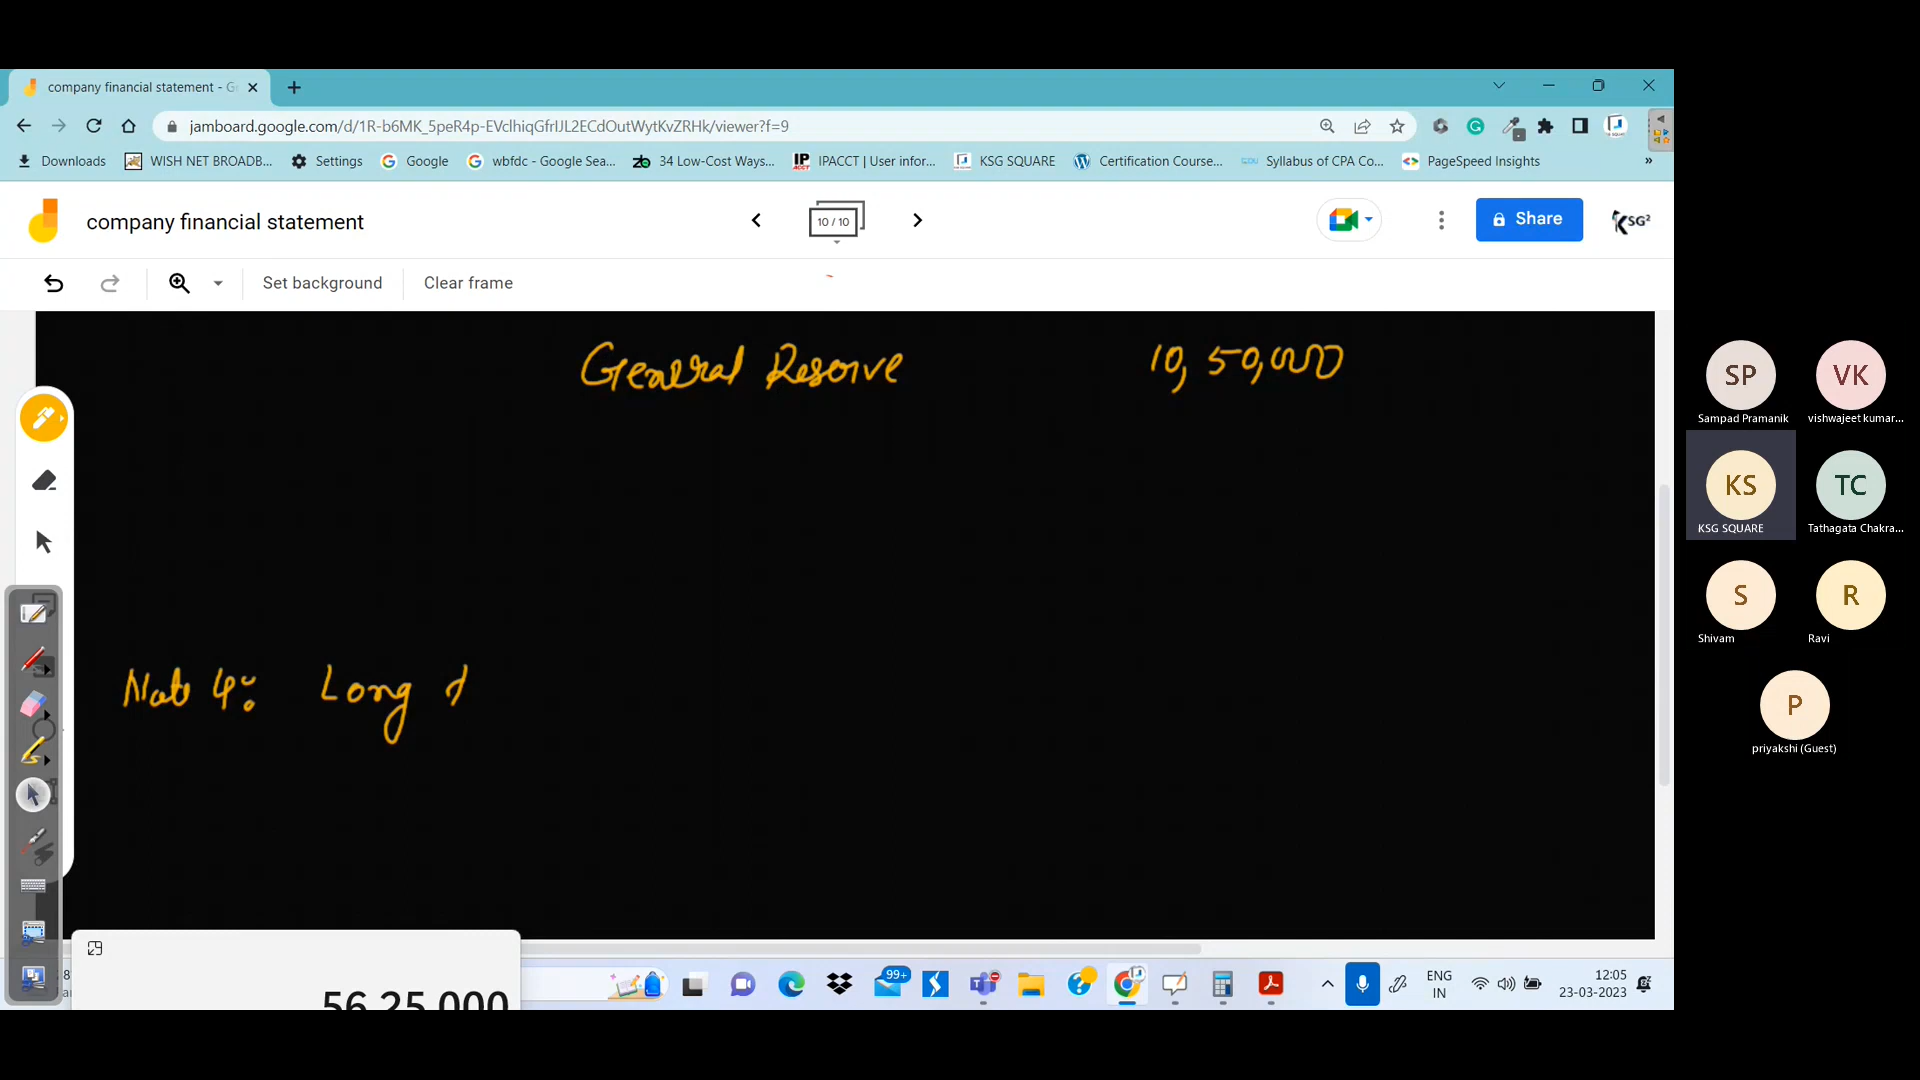 company financial statement - G
jamboard.google.com/d/1R-b6MK_5peR4p-EVclhiqGfrIJL2ECdOutWytKvZRHk/viewer?f=9
Downloads WISH NET BROADB... Settings Google wbfdc - Google Sea... 34 Low-Cost Ways... IPACCT | User infor... KSG SQUARE Certification Course... Syllabus of CPA Co... PageSpeed Insights »
company financial statement 10 / 10 Share KSG²
Set background Clear frame
General Reserve 10,50,000
Note 4: Long
SP VK
Sampad Pramanik vishwajeet kumar...
KS TC
KSG SQUARE Tathagata Chakra...
S R
Shivam Ravi
P
priyakshi (Guest)
56,25,000
99+ ENG 12:05
IN 23-03-2023